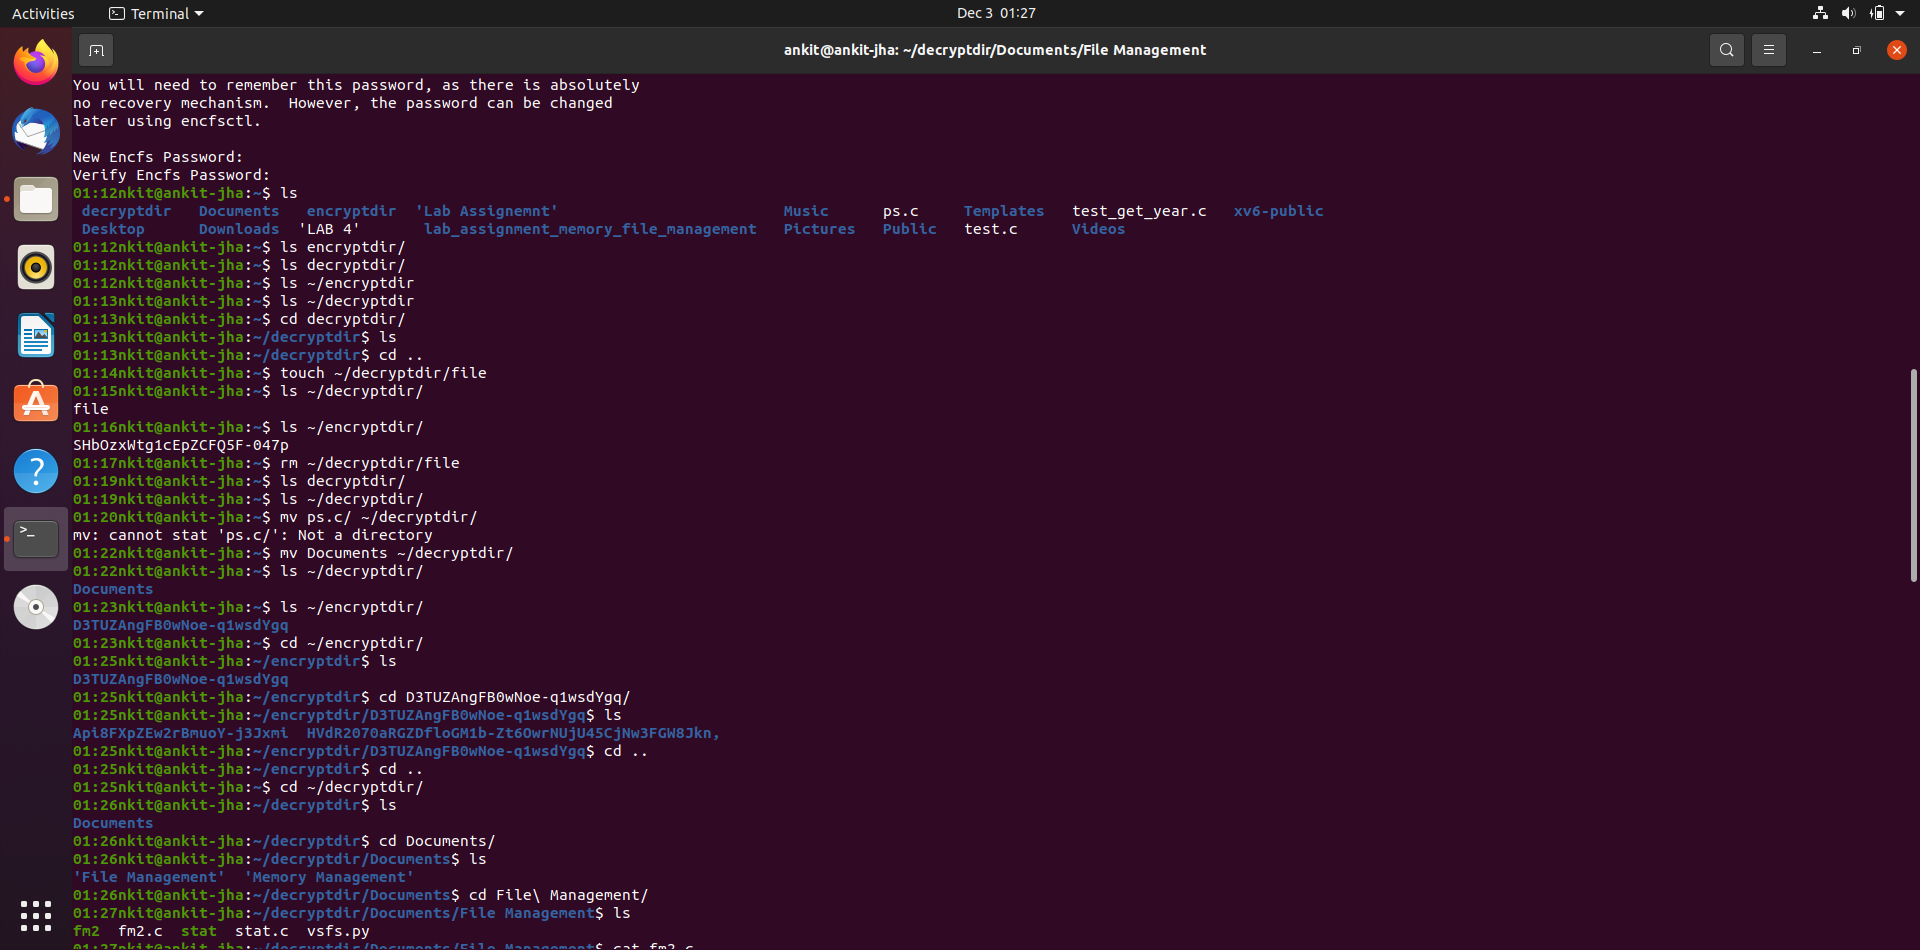 Activities Terminal Dec 3 01:27
ankit@ankit-jha: ~/decryptdir/Documents/File Management
You will need to remember this password, as there is absolutely
no recovery mechanism.  However, the password can be changed
later using encfsctl.
New Encfs Password:
Verify Encfs Password:
01:12nkit@ankit-jha:~$ ls
decryptdir   Documents   encryptdir  'Lab Assignemnt'   Music   ps.c   Templates   test_get_year.c   xv6-public
Desktop   Downloads  'LAB 4'   lab_assignment_memory_file_management   Pictures   Public   test.c   Videos
01:12nkit@ankit-jha:~$ ls encryptdir/
01:12nkit@ankit-jha:~$ ls decryptdir/
01:12nkit@ankit-jha:~$ ls ~/encryptdir
01:13nkit@ankit-jha:~$ ls ~/decryptdir
01:13nkit@ankit-jha:~$ cd decryptdir/
01:13nkit@ankit-jha:~/decryptdir$ ls
01:13nkit@ankit-jha:~/decryptdir$ cd ..
01:14nkit@ankit-jha:~$ touch ~/decryptdir/file
01:15nkit@ankit-jha:~$ ls ~/decryptdir/
file
01:16nkit@ankit-jha:~$ ls ~/encryptdir/
SHbOzxWtg1cEpZCFQ5F-047p
01:17nkit@ankit-jha:~$ rm ~/decryptdir/file
01:19nkit@ankit-jha:~$ ls decryptdir/
01:19nkit@ankit-jha:~$ ls ~/decryptdir/
01:20nkit@ankit-jha:~$ mv ps.c/ ~/decryptdir/
mv: cannot stat 'ps.c/': Not a directory
01:22nkit@ankit-jha:~$ mv Documents ~/decryptdir/
01:22nkit@ankit-jha:~$ ls ~/decryptdir/
Documents
01:23nkit@ankit-jha:~$ ls ~/encryptdir/
D3TUZAngFB0wNoe-q1wsdYgq
01:23nkit@ankit-jha:~$ cd ~/encryptdir/
01:25nkit@ankit-jha:~/encryptdir$ ls
D3TUZAngFB0wNoe-q1wsdYgq
01:25nkit@ankit-jha:~/encryptdir$ cd D3TUZAngFB0wNoe-q1wsdYgq/
01:25nkit@ankit-jha:~/encryptdir/D3TUZAngFB0wNoe-q1wsdYgq$ ls
Api8FXpZEw2rBmuoY-j3Jxmi  HVdR2070aRGZDfloGM1b-Zt6OwrNUjU45CjNw3FGW8Jkn,
01:25nkit@ankit-jha:~/encryptdir/D3TUZAngFB0wNoe-q1wsdYgq$ cd ..
01:25nkit@ankit-jha:~/encryptdir$ cd ..
01:25nkit@ankit-jha:~$ cd ~/decryptdir/
01:26nkit@ankit-jha:~/decryptdir$ ls
Documents
01:26nkit@ankit-jha:~/decryptdir$ cd Documents/
01:26nkit@ankit-jha:~/decryptdir/Documents$ ls
'File Management'  'Memory Management'
01:26nkit@ankit-jha:~/decryptdir/Documents$ cd File\ Management/
01:27nkit@ankit-jha:~/decryptdir/Documents/File Management$ ls
fm2  fm2.c  stat  stat.c  vsfs.py
01:27nkit@ankit-jha:~/decryptdir/Documents/File Management$ cat fm2.c